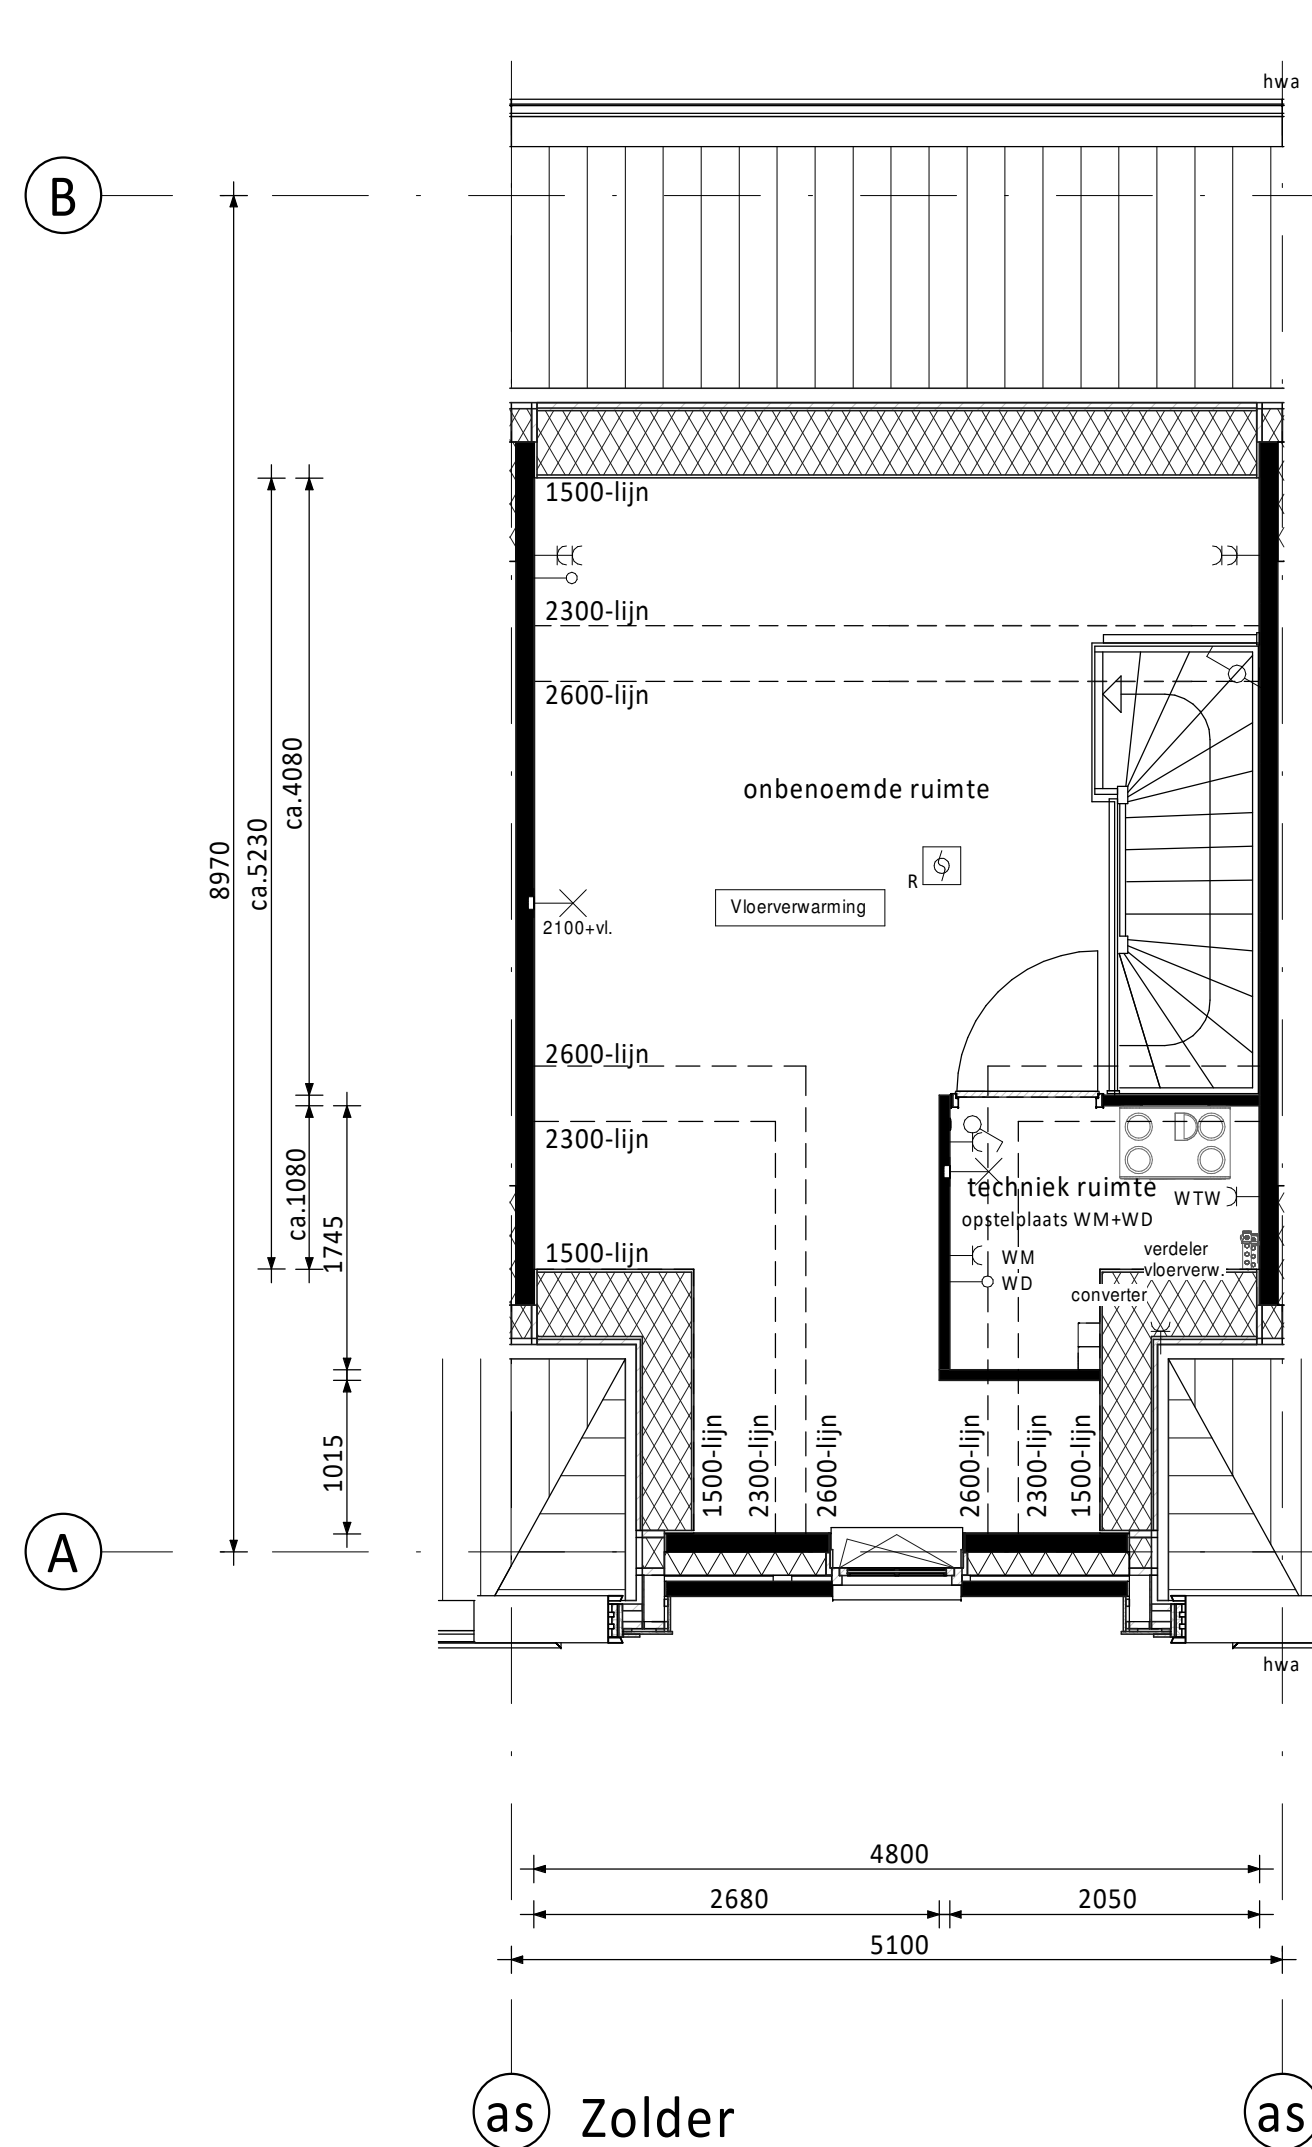 hwa
B
1500-lijn
2300-lijn
2600-lijn
ca.4080
onbenoemde ruimte
8970
ca.5230
R
Vloerverwarming
2100+vl.
2600-lijn
2300-lijn
ca.1080
1745
techniek ruimte
WTW
opstelplaats WM+WD
1500-lijn
WM
verdeler
vloerverw.
WD
converter
1015
1500-lijn
2300-lijn
2600-lijn
2600-lijn
2300-lijn
1500-lijn
A
hwa
4800
2680
2050
5100
as
Zolder
as